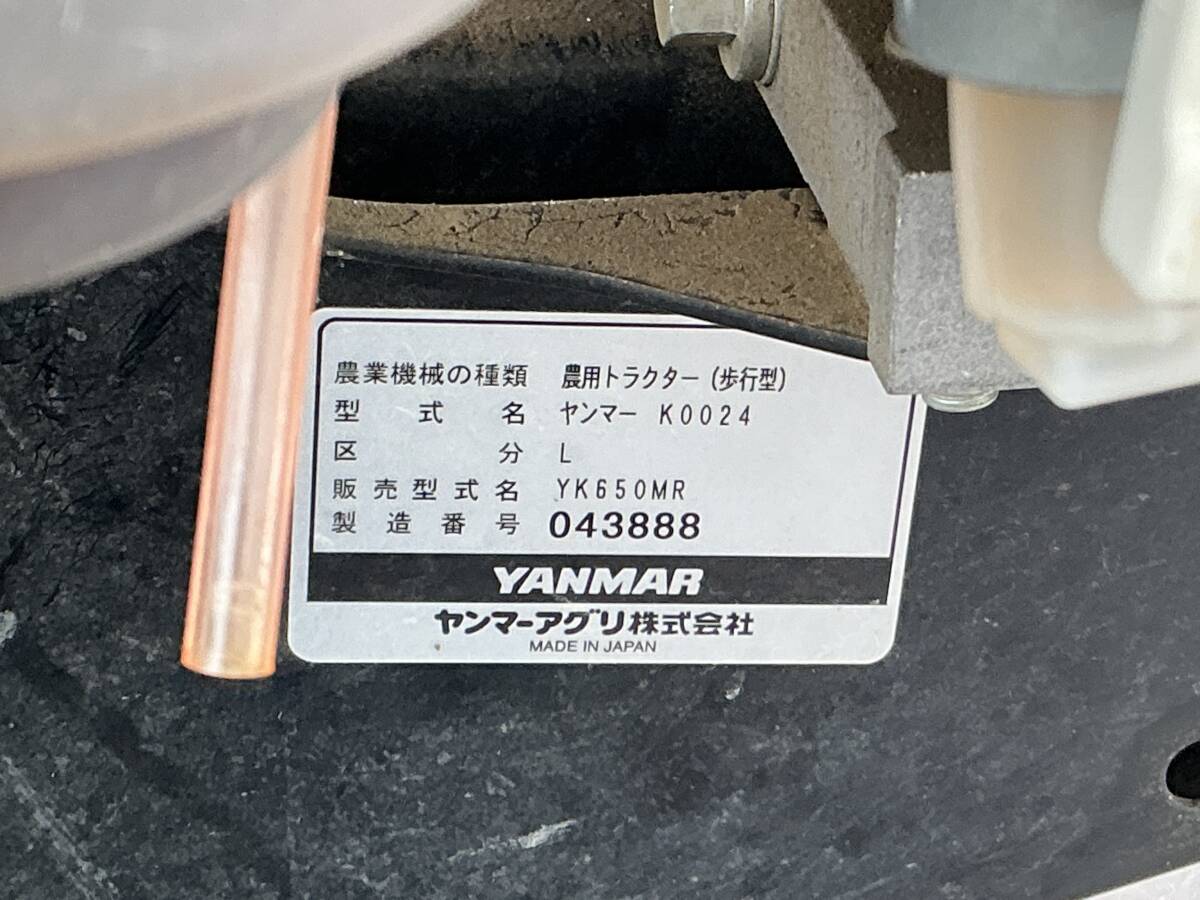 農業機械の種類 農用トラクター(歩行型)
型式名 ヤンマー K0024
区分 L
販売型式名 YK650MR
製造番号 043888
YANMAR
ヤンマーアグリ株式会社
MADE IN JAPAN